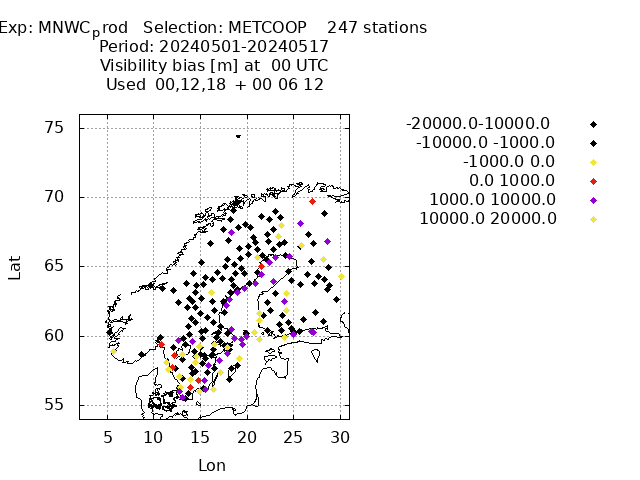 Exp: MNWCprod   Selection: METCOOP    247 stations
Period: 20240501-20240517
Visibility bias [m] at  00 UTC
Used  00,12,18  + 00 06 12
-20000.0-10000.0
-10000.0 -1000.0
-1000.0 0.0
0.0 1000.0
1000.0 10000.0
10000.0 20000.0
75
70
65
60
55
Lat
5 10 15 20 25 30
Lon